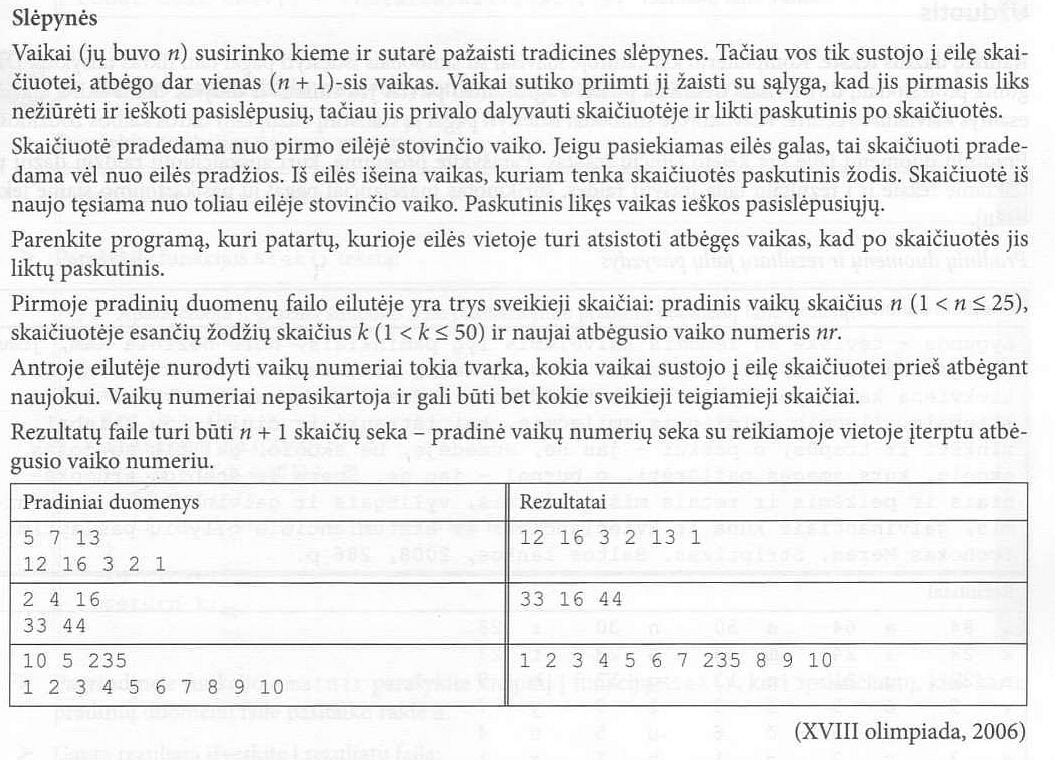 Slėpynės
Vaikai (jų buvo n) susirinko kieme ir sutarė pažaisti tradicines slėpynes. Tačiau vos tik sustojo į eilę skai-
čiuotei, atbėgo dar vienas (n + 1)-sis vaikas. Vaikai sutiko priimti jį žaisti su sąlyga, kad jis pirmasis liks
nežiūrėti ir ieškoti pasislėpusių, tačiau jis privalo dalyvauti skaičiuotėje ir likti paskutinis po skaičiuotės.
Skaičiuotė pradedama nuo pirmo eilėje stovinčio vaiko. Jeigu pasiekiamas eilės galas, tai skaičiuoti prade-
dama vėl nuo eilės pradžios. Iš eilės išeina vaikas, kuriam tenka skaičiuotės paskutinis žodis. Skaičiuotė iš
naujo tęsiama nuo toliau eilėje stovinčio vaiko. Paskutinis likęs vaikas ieškos pasislėpusiųjų.
Parenkite programą, kuri patartų, kurioje eilės vietoje turi atsistoti atbėgęs vaikas, kad po skaičiuotės jis
liktų paskutinis.
Pirmoje pradinių duomenų failo eilutėje yra trys sveikieji skaičiai: pradinis vaikų skaičius n (1 < n ≤ 25),
skaičiuotėje esančių žodžių skaičius k (1 < k ≤ 50) ir naujai atbėgusio vaiko numeris nr.
Antroje eilutėje nurodyti vaikų numeriai tokia tvarka, kokia vaikai sustojo į eilę skaičiuotei prieš atbėgant
naujokui. Vaikų numeriai nepasikartoja ir gali būti bet kokie sveikieji teigiamieji skaičiai.
Rezultatų faile turi būti n + 1 skaičių seka – pradinė vaikų numerių seka su reikiamoje vietoje įterptu atbė-
gusio vaiko numeriu.
Pradiniai duomenys Rezultatai
5 7 13 12 16 3 2 13 1
12 16 3 2 1
2 4 16 33 16 44
33 44
10 5 235 1 2 3 4 5 6 7 235 8 9 10
1 2 3 4 5 6 7 8 9 10
(XVIII olimpiada, 2006)